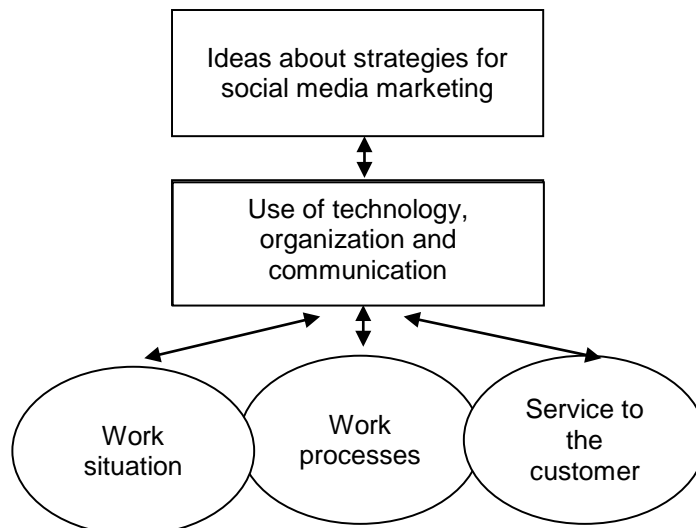 Ideas about strategies for
social media marketing
Use of technology,
organization and
communication
Work
situation
Work
processes
Service to
the
customer